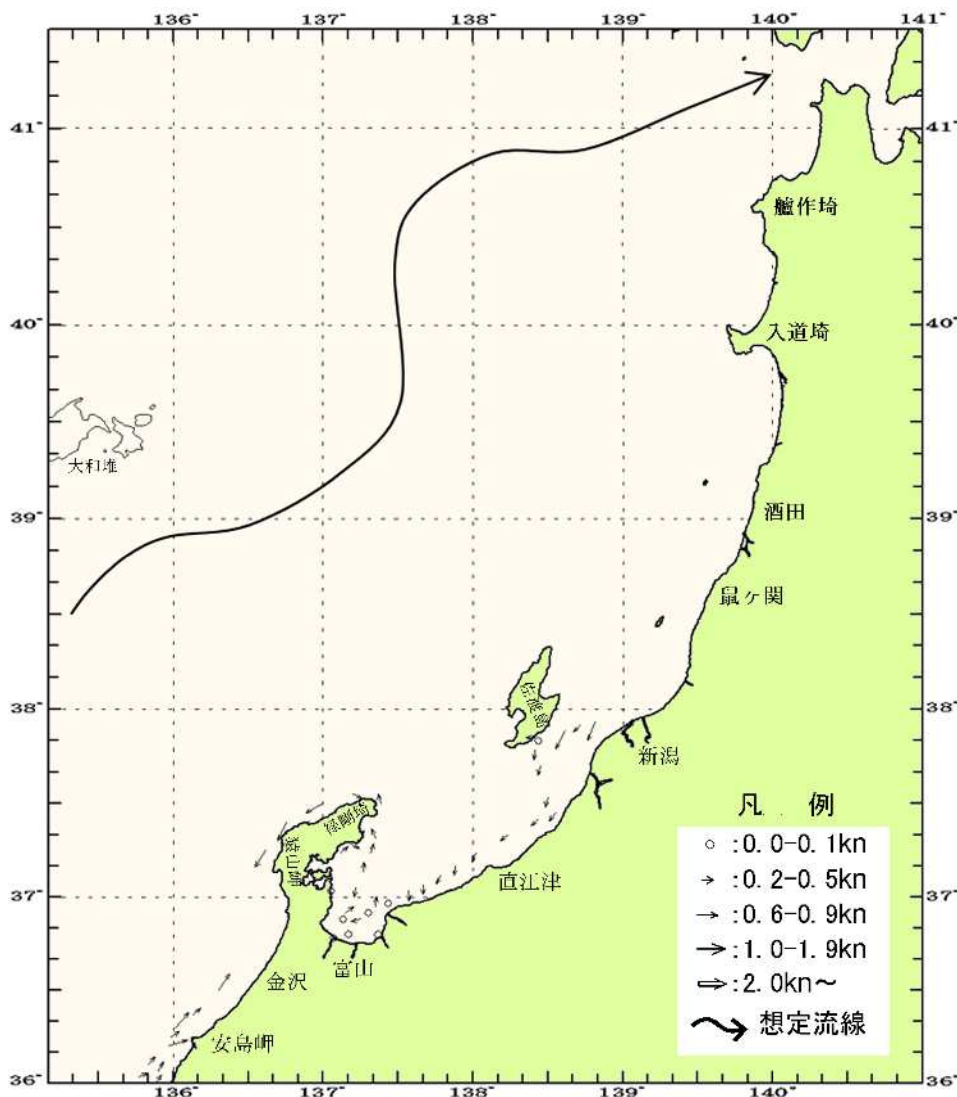 136° 137° 138° 139° 140° 141°
41° 41°
艫作埼
40° 入道埼 40°
大和堆
39° 酒田 39°
鼠ヶ関
38° 佐渡島 38°
新潟
禄剛埼
猿山岬
37° 直江津 37°
富山
金沢
安島岬
36° 36°
凡 例
○ :0.0-0.1kn
→ :0.2-0.5kn
→ :0.6-0.9kn
→ :1.0-1.9kn
⇨ :2.0kn~
想定流線
136° 137° 138° 139° 140°